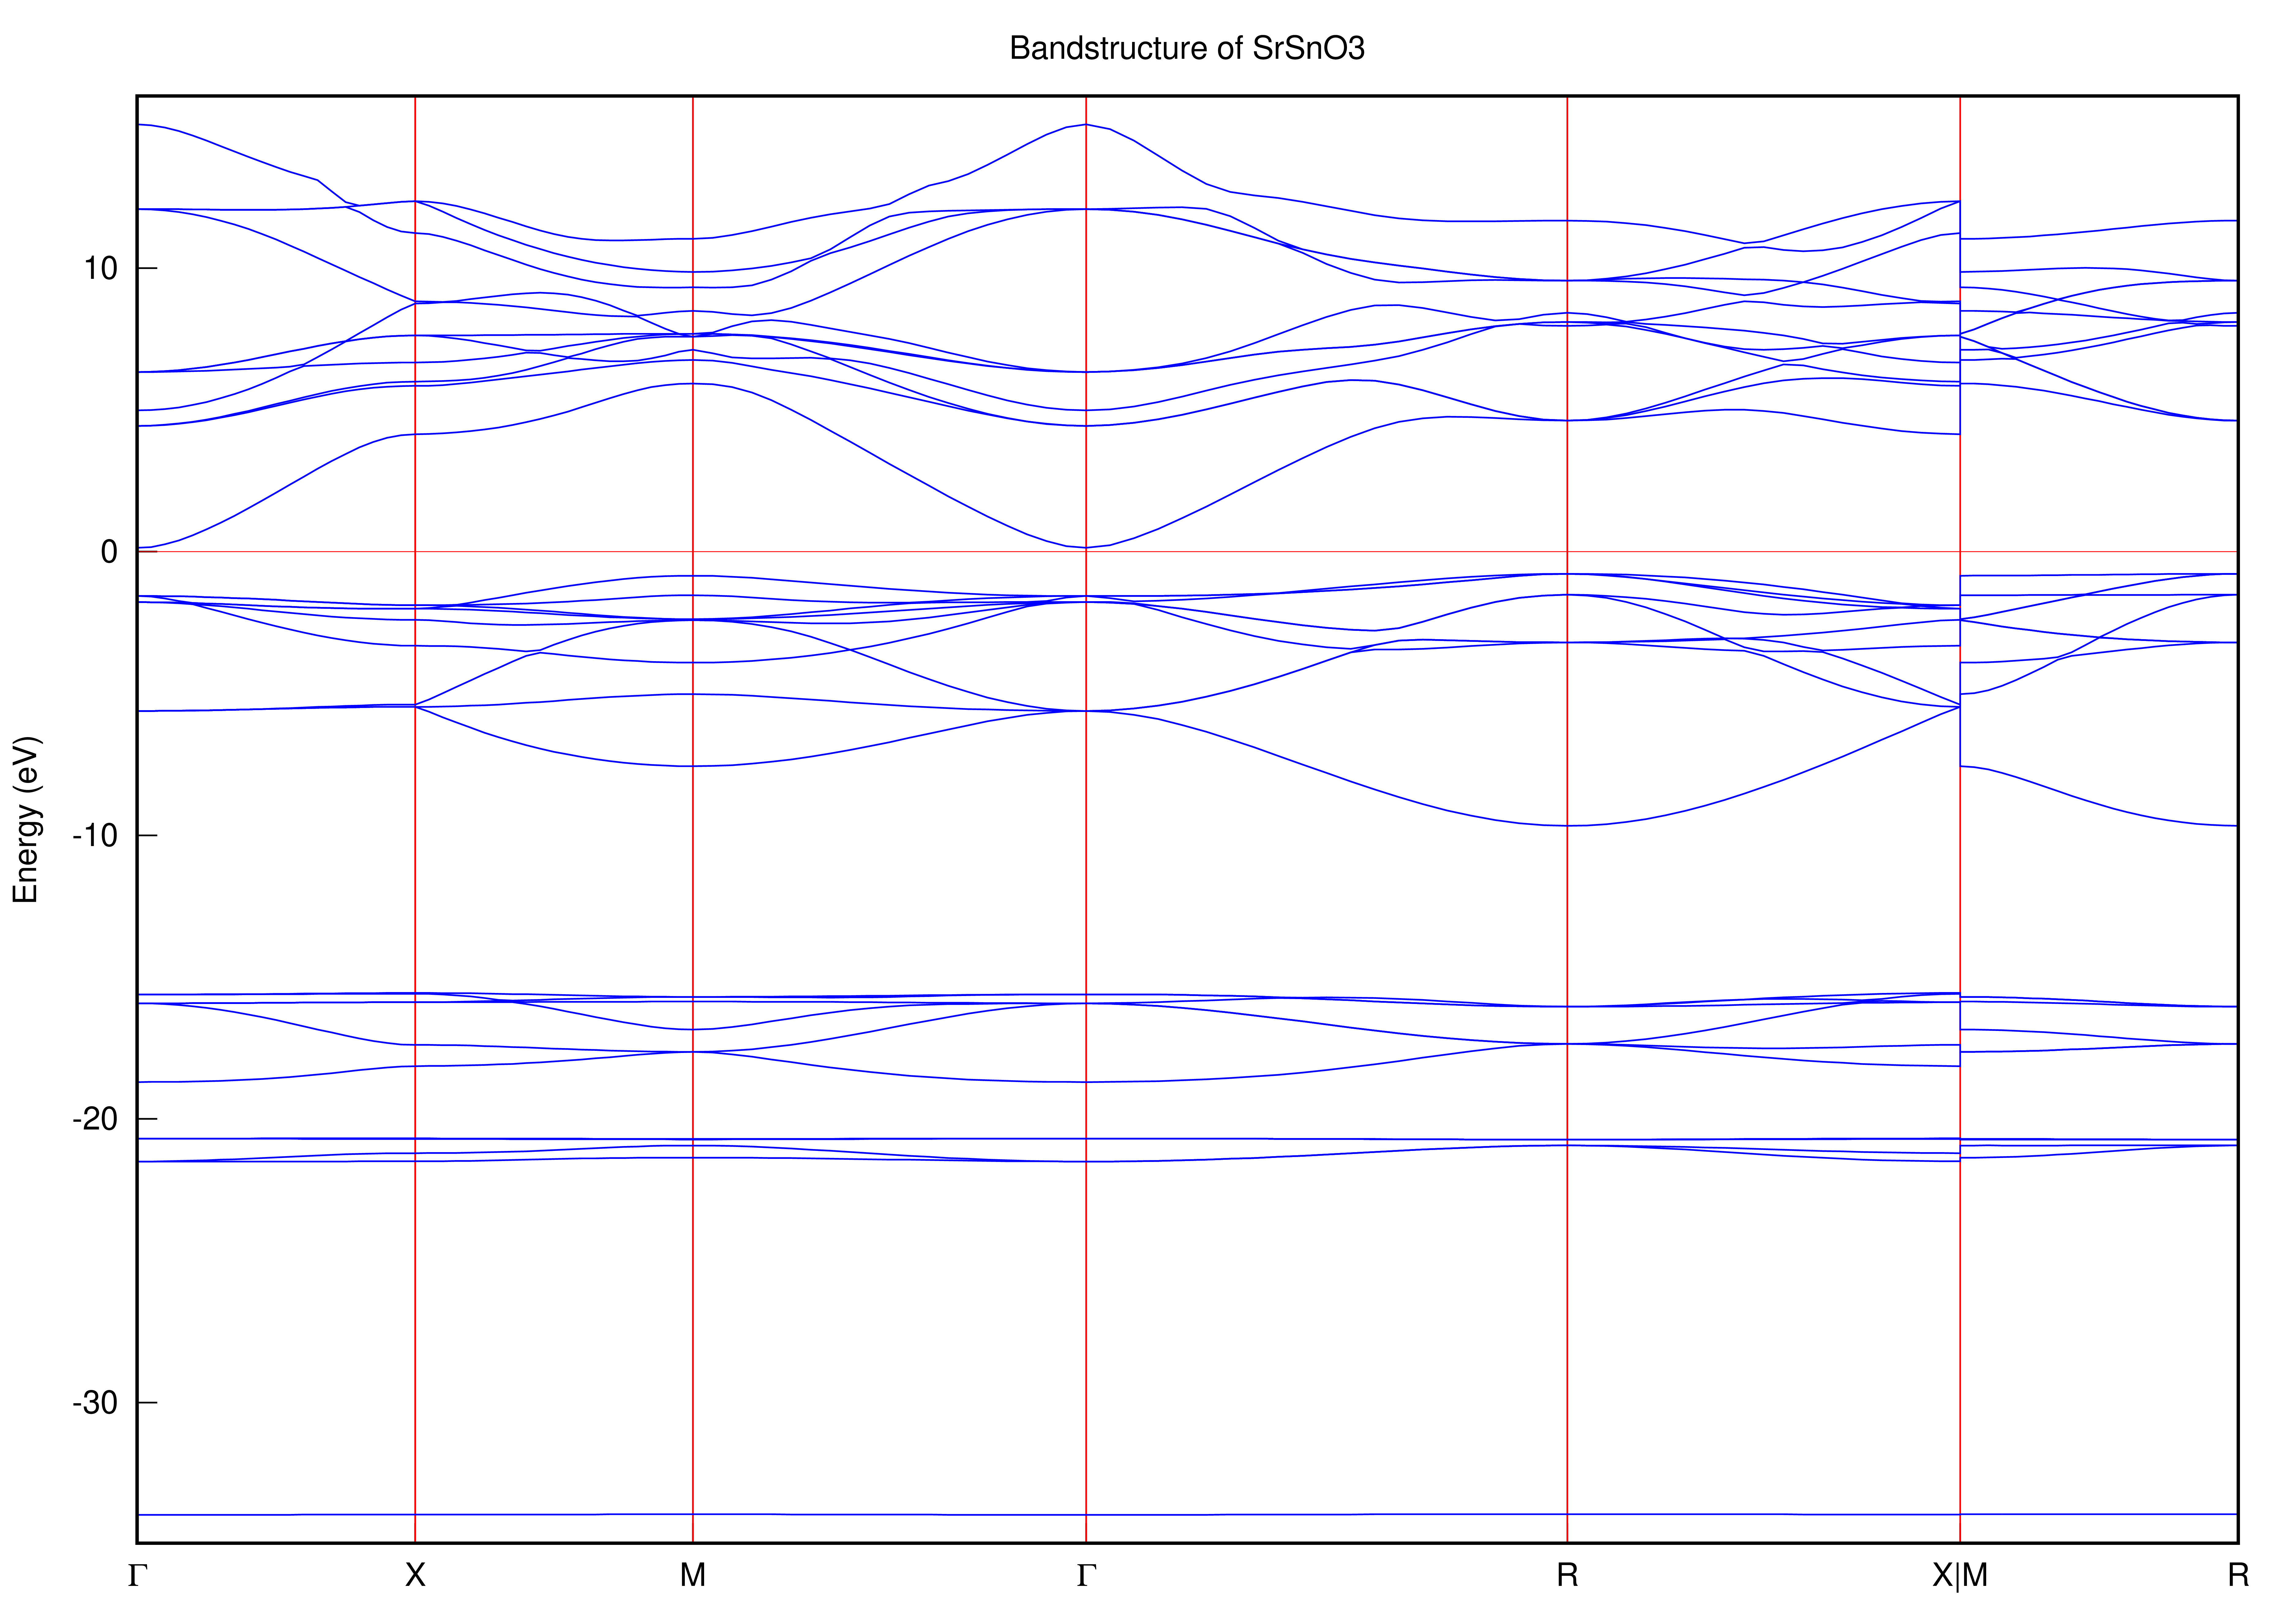 Bandstructure of SrSnO3
10
0
-10
-20
-30
Energy (eV)
Γ X M Γ R X|M R